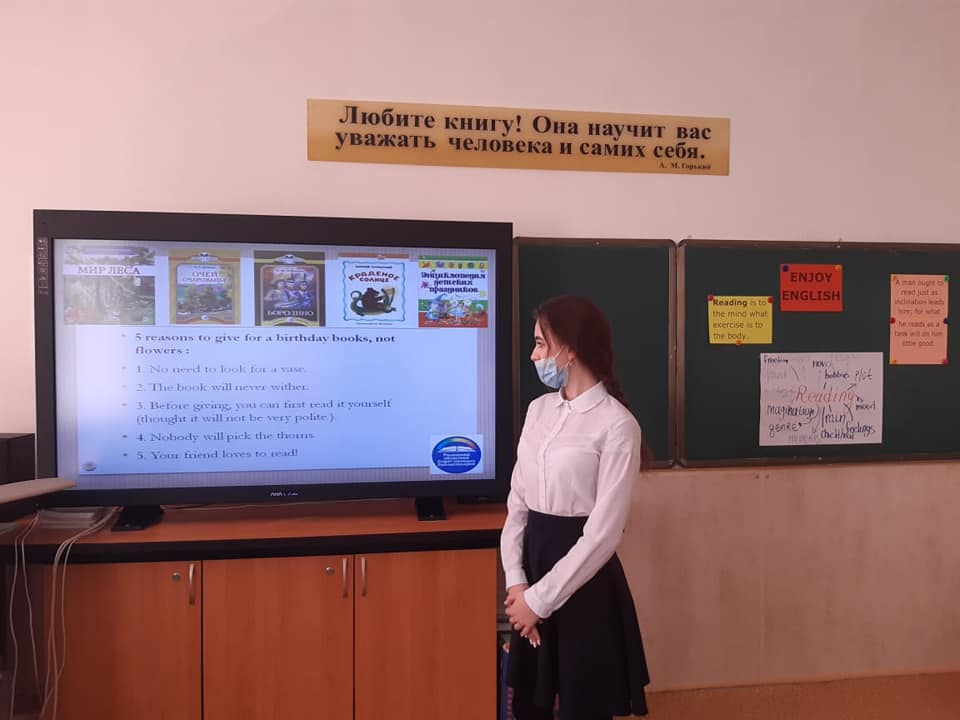 Любите книгу! Она научит вас
уважать человека и самих себя.
А. М. Горький
МИР ЛЕСА
ОЧЕЙ
ОЧАРОВАНЬЕ
БОРОДИНО
КРАДЕНОЕ
СОЛНЦЕ
Энциклопедия
детских
праздников
5 reasons to give for a birthday books, not
flowers :
1. No need to look for a vase.
2. The book will never wither.
3. Before giving, you can first read it yourself
(thought it will not be very polite ).
4. Nobody will pick the thorns.
5. Your friend loves to read!
Reading is to
the mind what
exercise is to
the body.
ENJOY
ENGLISH
A man ought to
read just as
inclination leads
him; for what
he reads as a
task will do him
little good.
novel
hobbies plot
Reading
imagination
mood
genre
feelings